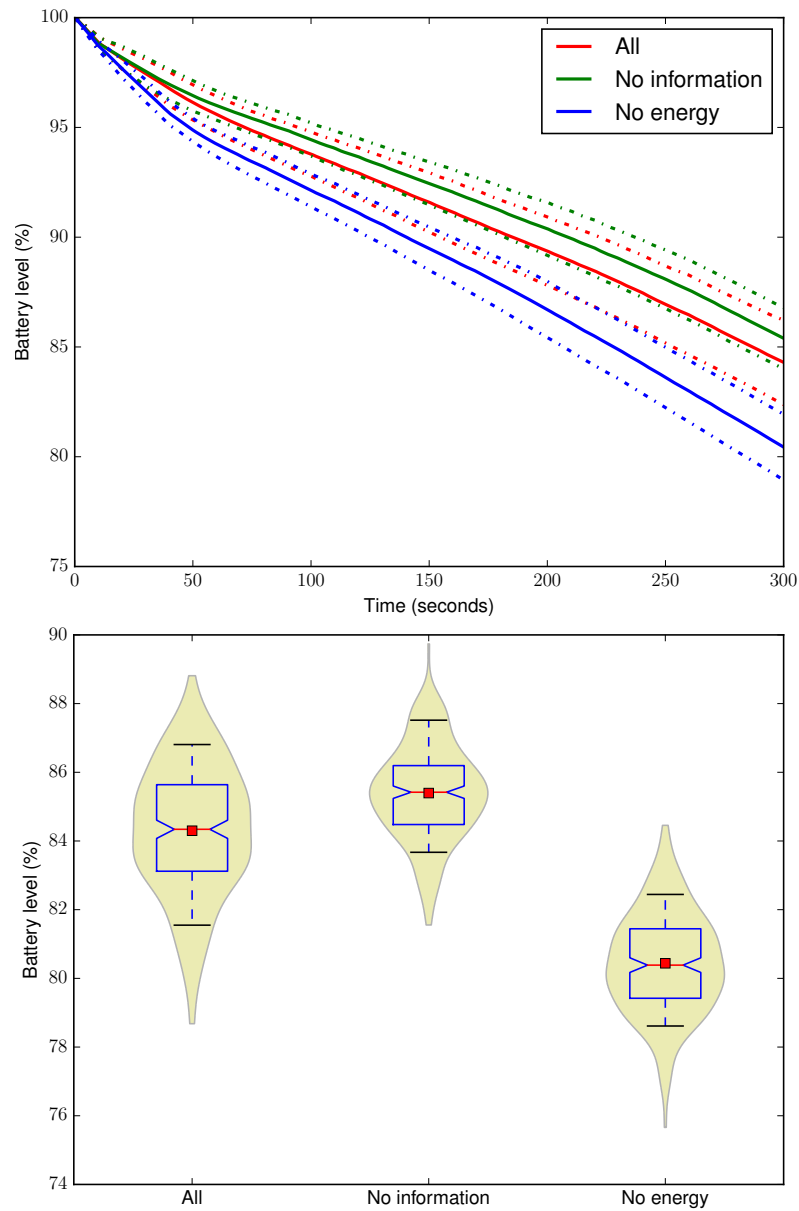 100
95
90
85
80
75
Battery level (%)
All
No information
No energy
0 50 100 150 200 250 300
Time (seconds)
90
88
86
84
82
80
78
76
74
Battery level (%)
All No information No energy